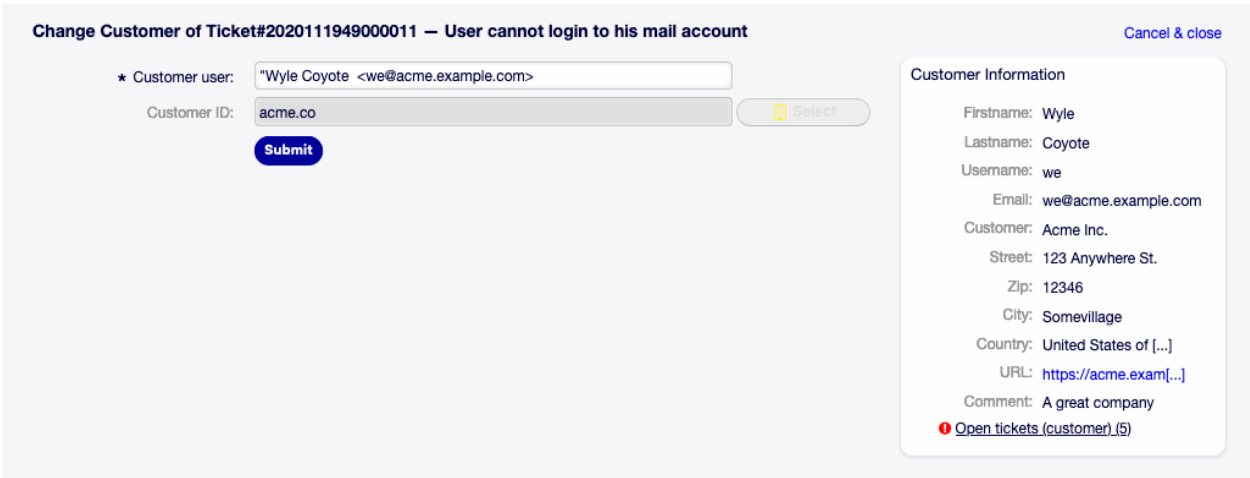 Change Customer of Ticket#2020111949000011 — User cannot login to his mail account
Cancel & close
★ Customer user: "Wyle Coyote <we@acme.example.com>
Customer ID: acme.co Select
Submit
Customer Information
Firstname: Wyle
Lastname: Coyote
Username: we
Email: we@acme.example.com
Customer: Acme Inc.
Street: 123 Anywhere St.
Zip: 12346
City: Somevillage
Country: United States of [...]
URL: https://acme.exam[...]
Comment: A great company
Open tickets (customer) (5)